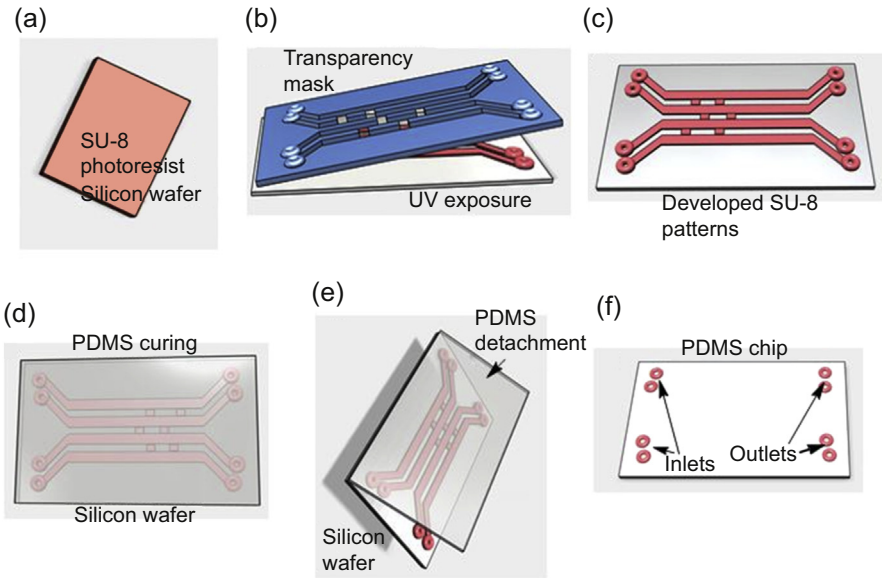 (a)
SU-8
photoresist
Silicon wafer
(b)
Transparency
mask
UV exposure
(c)
Developed SU-8
patterns
(d)
PDMS curing
Silicon wafer
(e)
PDMS
detachment
Silicon
wafer
(f)
PDMS chip
Inlets
Outlets